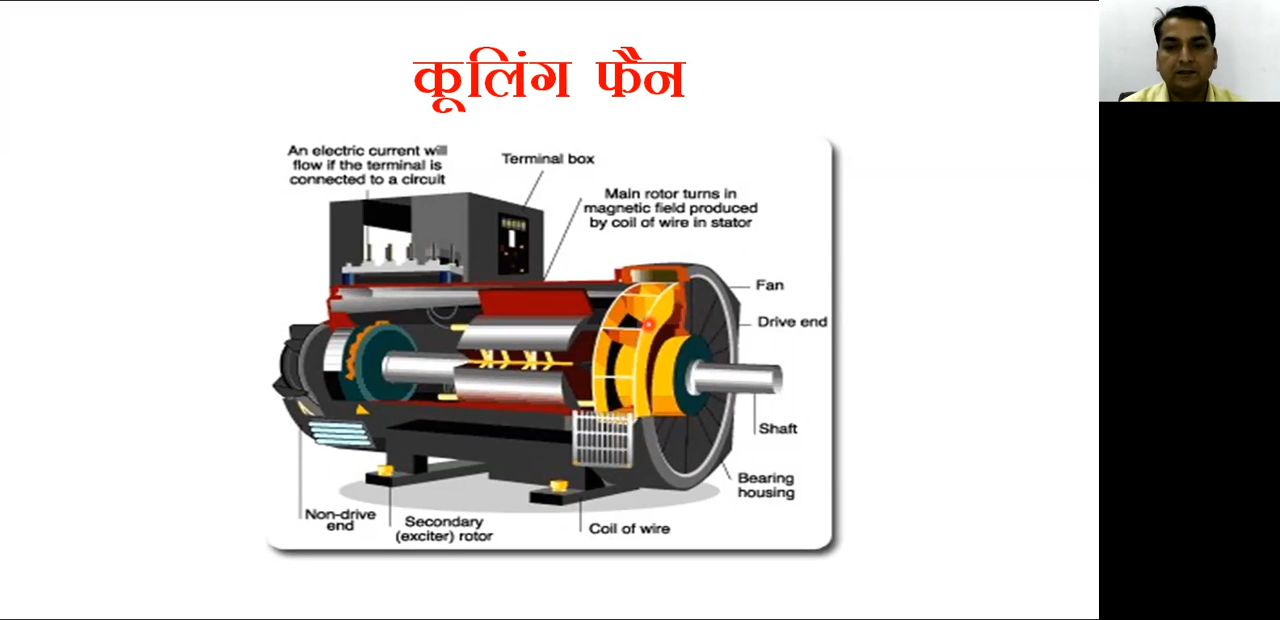 कूलिंग फैन
An electric current will
flow if the terminal is
connected to a circuit
Terminal box
Main rotor turns in
magnetic field produced
by coil of wire in stator
Fan
Drive end
Shaft
Bearing
housing
Non-drive
end
Secondary
(exciter) rotor
Coil of wire